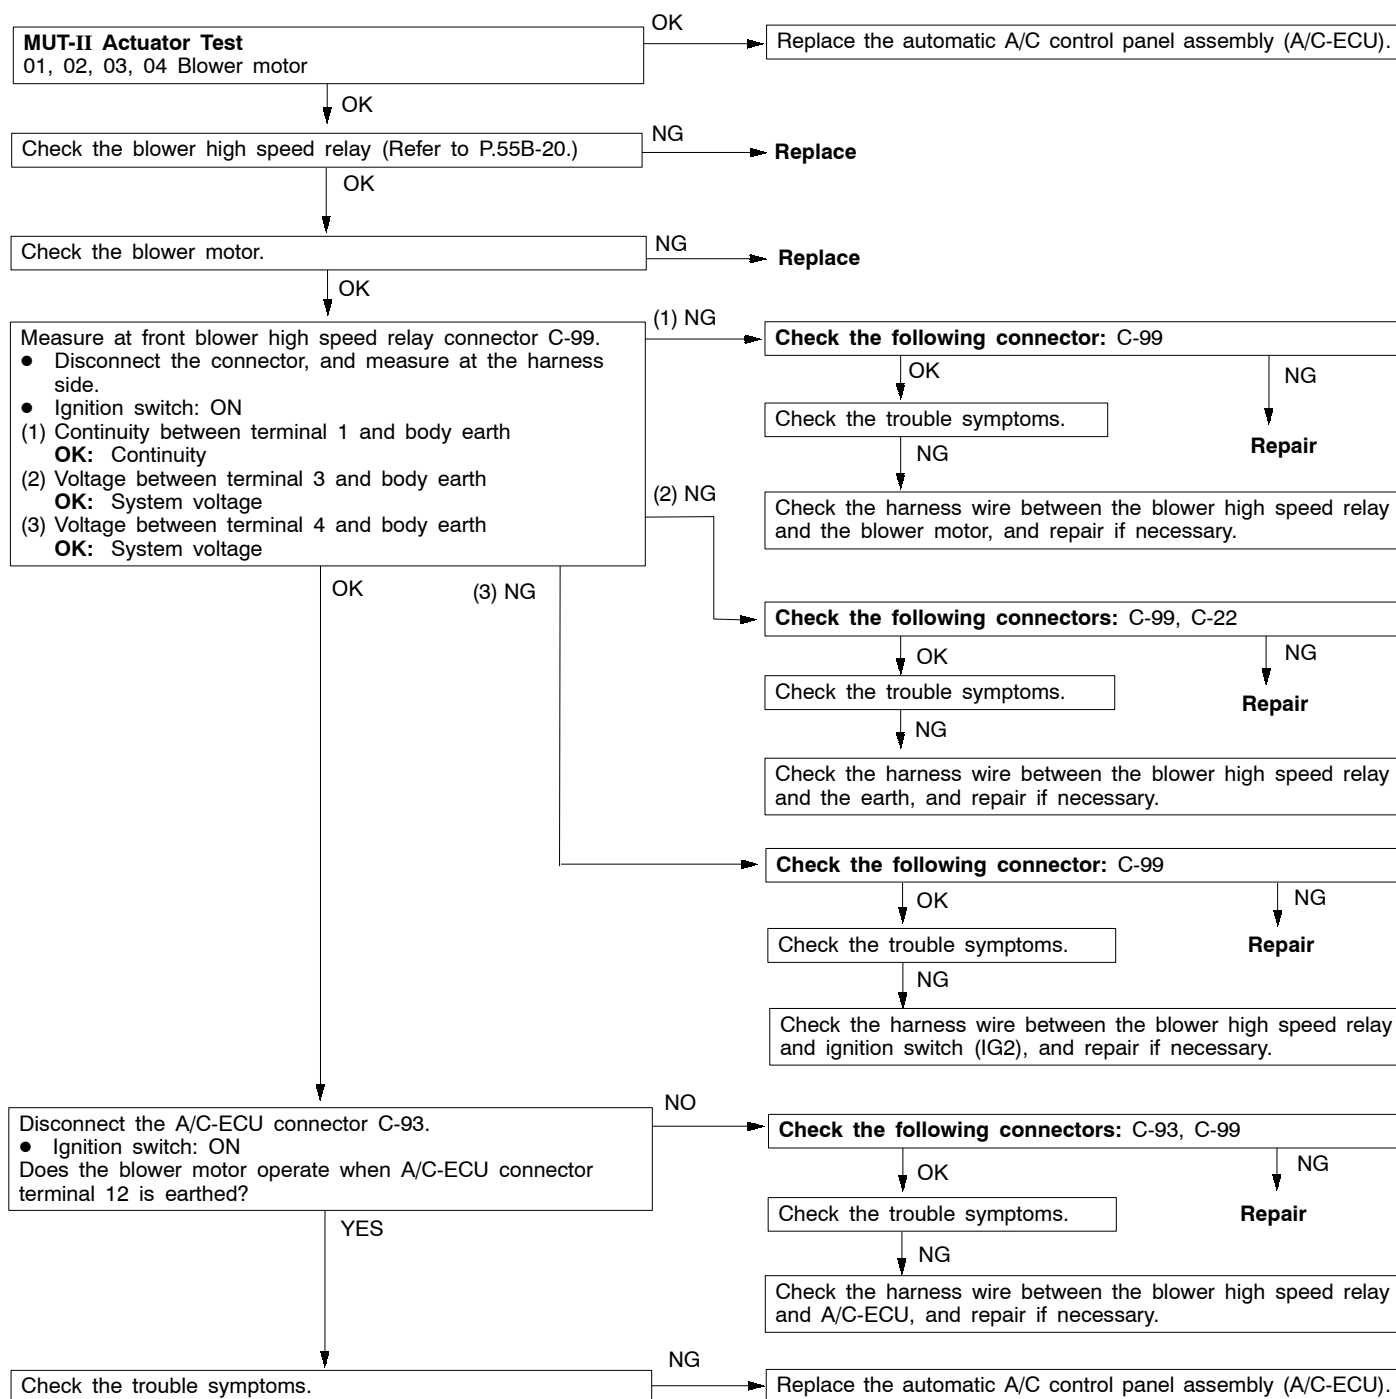 MUT-II Actuator Test
01, 02, 03, 04 Blower motor
OK
Replace the automatic A/C control panel assembly (A/C-ECU).
OK
Check the blower high speed relay (Refer to P.55B-20.)
NG
Replace
OK
Check the blower motor.
NG
Replace
OK
Measure at front blower high speed relay connector C-99.
● Disconnect the connector, and measure at the harness
side.
● Ignition switch: ON
(1) Continuity between terminal 1 and body earth
OK: Continuity
(2) Voltage between terminal 3 and body earth
OK: System voltage
(3) Voltage between terminal 4 and body earth
OK: System voltage
(1) NG
Check the following connector: C-99
OK
NG
Check the trouble symptoms.
Repair
NG
Check the harness wire between the blower high speed relay
and the blower motor, and repair if necessary.
(2) NG
Check the following connectors: C-99, C-22
OK
NG
Check the trouble symptoms.
Repair
NG
Check the harness wire between the blower high speed relay
and the earth, and repair if necessary.
OK
(3) NG
Check the following connector: C-99
OK
NG
Check the trouble symptoms.
Repair
NG
Check the harness wire between the blower high speed relay
and ignition switch (IG2), and repair if necessary.
Disconnect the A/C-ECU connector C-93.
● Ignition switch: ON
Does the blower motor operate when A/C-ECU connector
terminal 12 is earthed?
NO
Check the following connectors: C-93, C-99
OK
NG
Check the trouble symptoms.
Repair
NG
Check the harness wire between the blower high speed relay
and A/C-ECU, and repair if necessary.
YES
Check the trouble symptoms.
NG
Replace the automatic A/C control panel assembly (A/C-ECU).